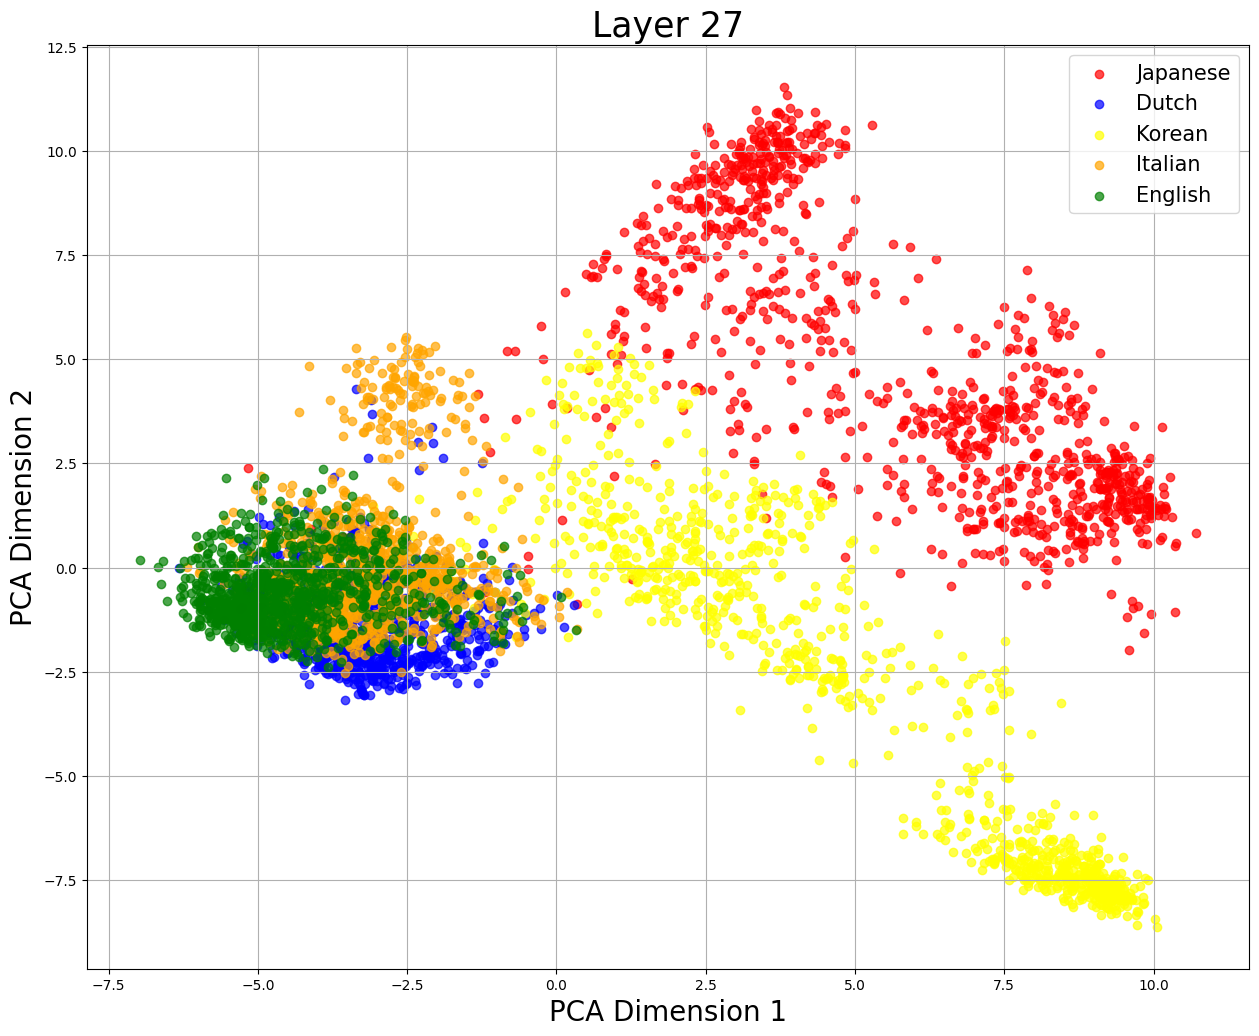 Layer 27
12.5
10.0
7.5
5.0
2.5
0.0
−2.5
−5.0
−7.5
PCA Dimension 2
Japanese
Dutch
Korean
Italian
English
−7.5 −5.0 −2.5 0.0 2.5 5.0 7.5 10.0
PCA Dimension 1